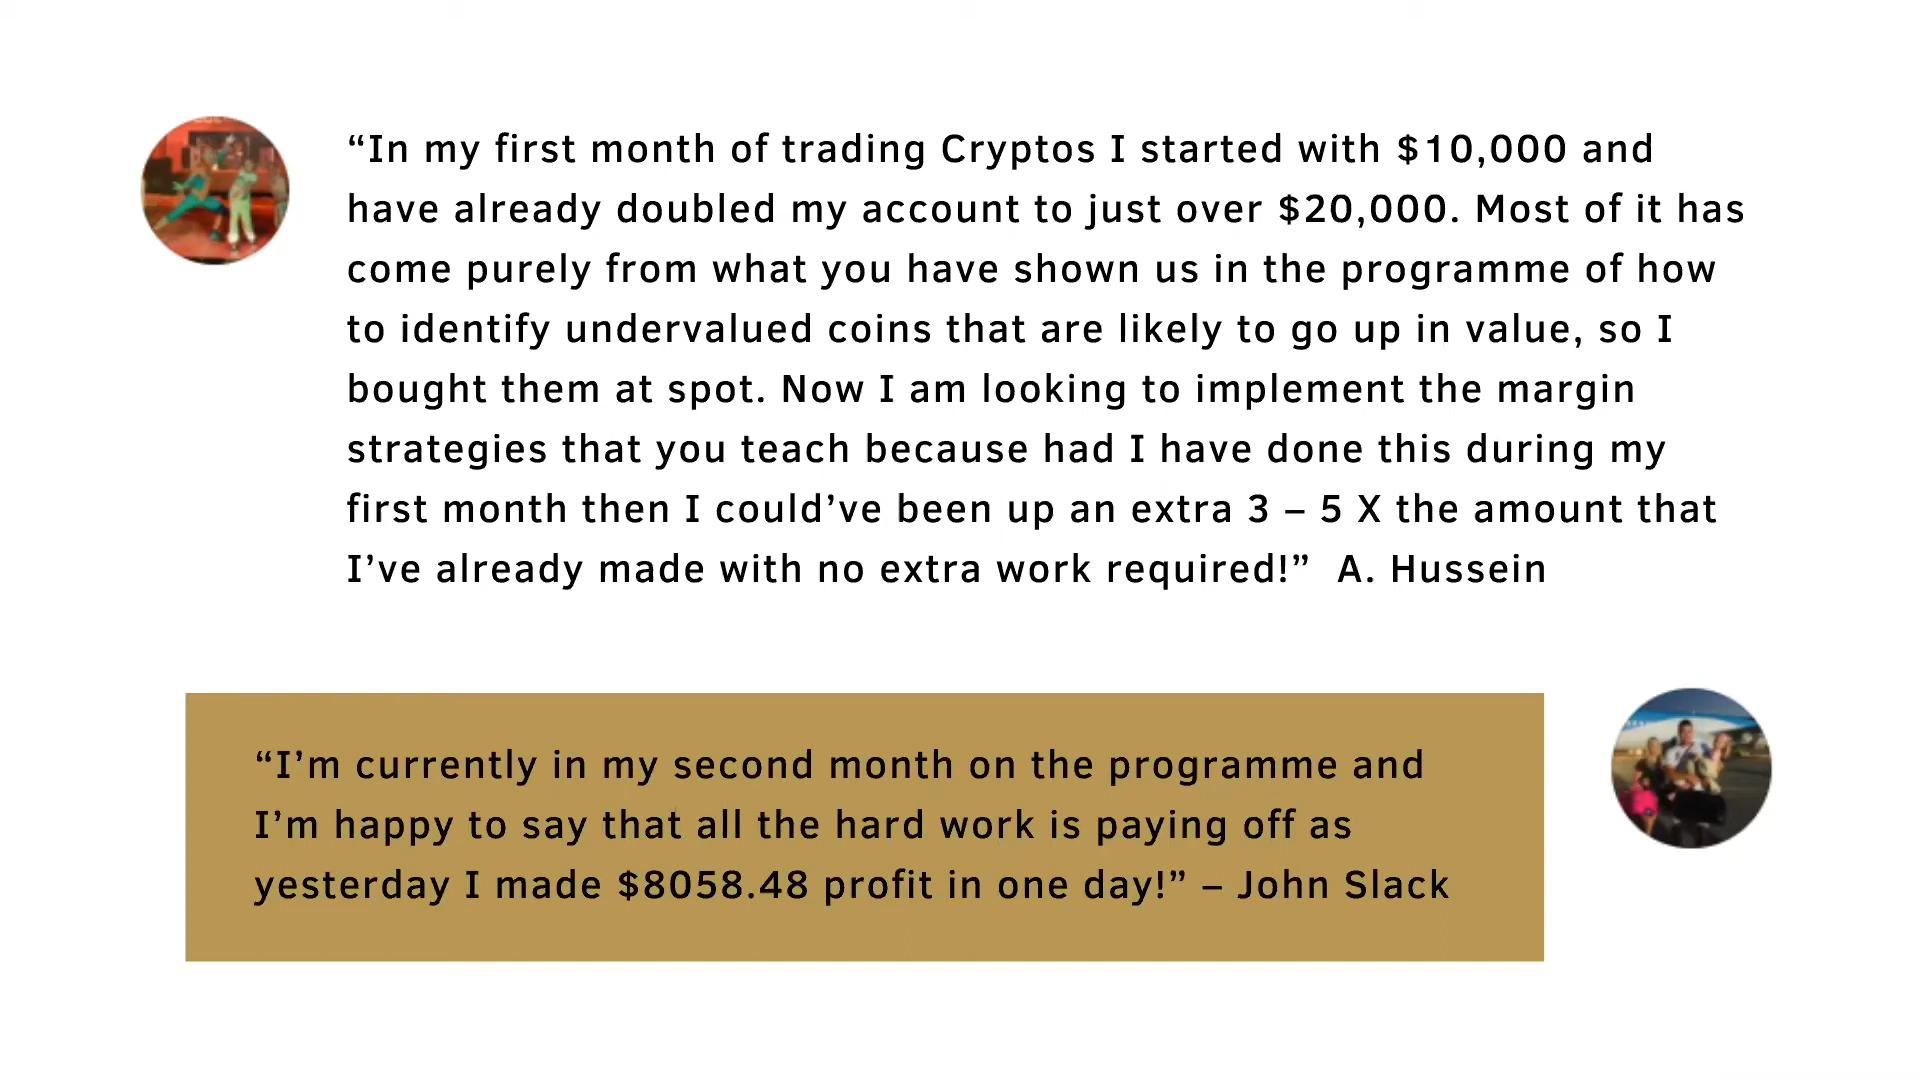 “In my first month of trading Cryptos I started with $10,000 and
have already doubled my account to just over $20,000. Most of it has
come purely from what you have shown us in the programme of how
to identify undervalued coins that are likely to go up in value, so I
bought them at spot. Now I am looking to implement the margin
strategies that you teach because had I have done this during my
first month then I could’ve been up an extra 3 – 5 X the amount that
I’ve already made with no extra work required!”  A. Hussein
“I’m currently in my second month on the programme and
I’m happy to say that all the hard work is paying off as
yesterday I made $8058.48 profit in one day!” – John Slack